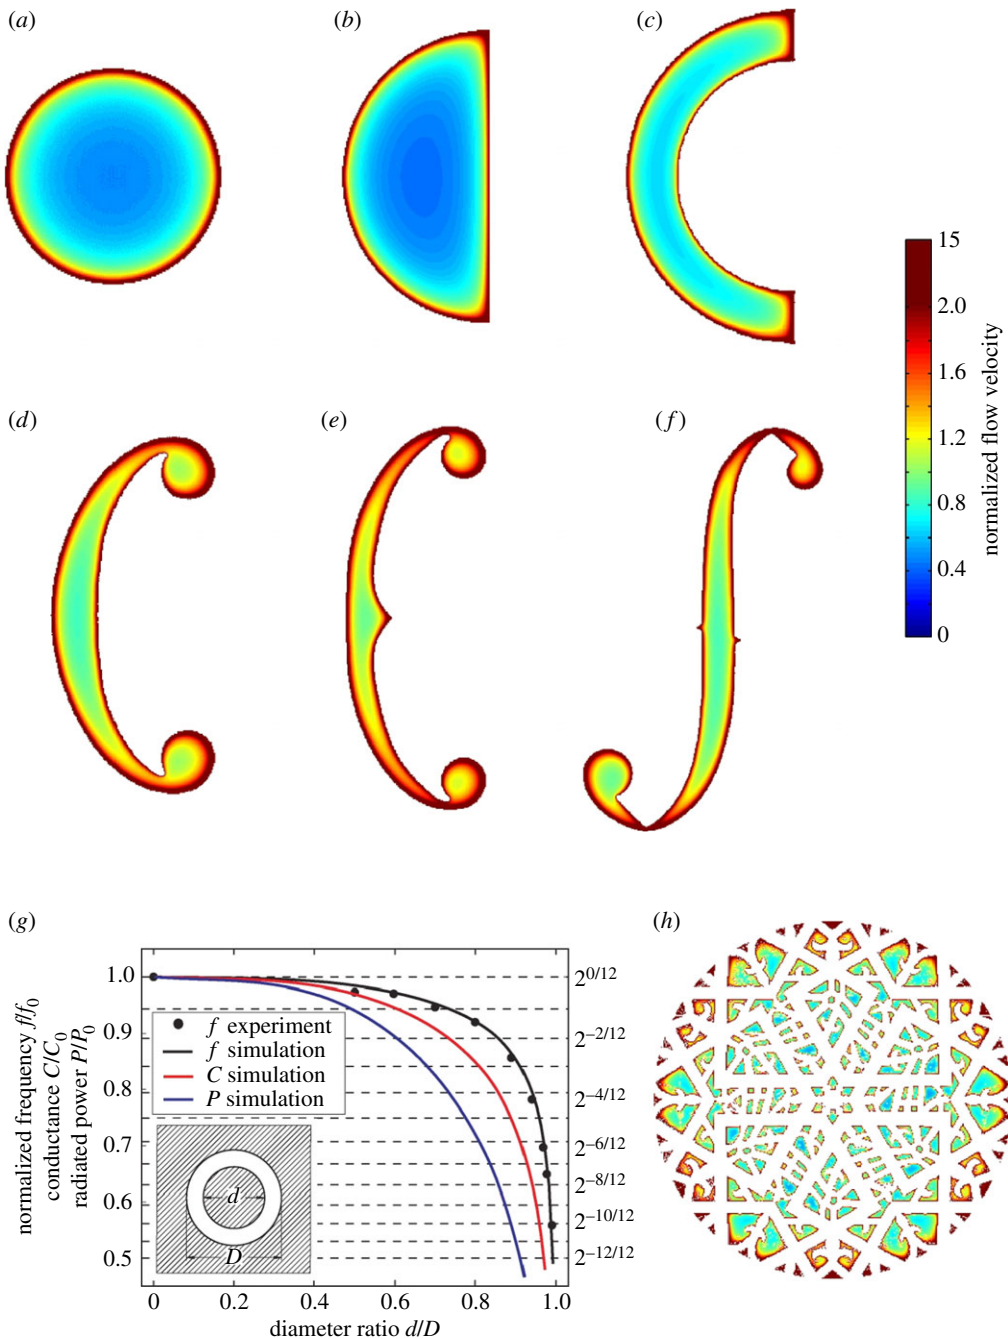 (a)
(b)
(c)
15
2.0
1.6
1.2
0.8
0.4
0
normalized flow velocity
(d)
(e)
(f)
(g)
(h)
normalized frequency f/f0
conductance C/C0
radiated power P/P0
1.0
0.9
0.8
0.7
0.6
0.5
f experiment
f simulation
C simulation
P simulation
d
D
2^0/12
2^−2/12
2^−4/12
2^−6/12
2^−8/12
2^−10/12
2^−12/12
0
0.2
0.4
0.6
0.8
1.0
diameter ratio d/D